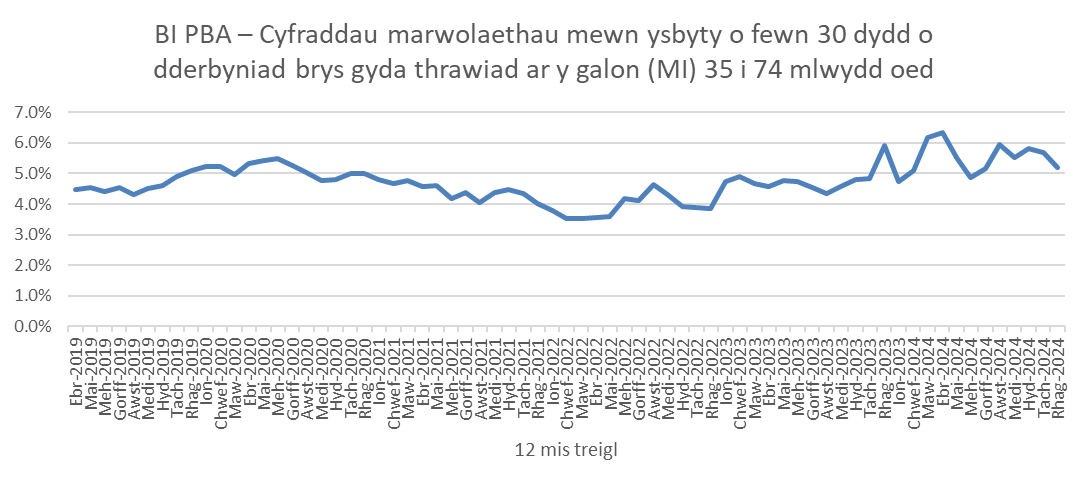 BI PBA – Cyfraddau marwolaethau mewn ysbyty o fewn 30 dydd o
dderbyniad brys gyda thrawiad ar y galon (MI) 35 i 74 mlwydd oed
7.0%
6.0%
5.0%
4.0%
3.0%
2.0%
1.0%
0.0%
Ebr-2019
Mai-2019
Meh-2019
Gorff-2019
Awst-2019
Medi-2019
Hyd-2019
Tach-2019
Rhag-2019
Ion-2020
Chwef-2020
Maw-2020
Ebr-2020
Mai-2020
Meh-2020
Gorff-2020
Awst-2020
Medi-2020
Hyd-2020
Tach-2020
Rhag-2020
Ion-2021
Chwef-2021
Maw-2021
Ebr-2021
Mai-2021
Meh-2021
Gorff-2021
Awst-2021
Medi-2021
Hyd-2021
Tach-2021
Rhag-2021
Ion-2022
Chwef-2022
Maw-2022
Ebr-2022
Mai-2022
Meh-2022
Gorff-2022
Awst-2022
Medi-2022
Hyd-2022
Tach-2022
Rhag-2022
Ion-2023
Chwef-2023
Maw-2023
Ebr-2023
Mai-2023
Meh-2023
Gorff-2023
Awst-2023
Medi-2023
Hyd-2023
Tach-2023
Rhag-2023
Ion-2023
Chwef-2024
Maw-2024
Ebr-2024
Mai-2024
Meh-2024
Gorff-2024
Awst-2024
Medi-2024
Hyd-2024
Tach-2024
Rhag-2024
12 mis treigl